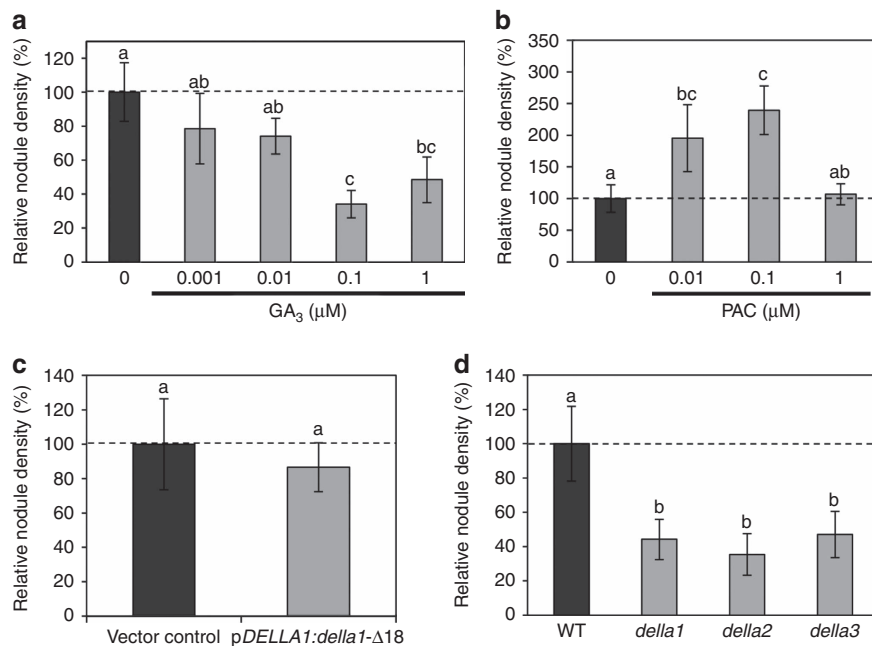 a
Relative nodule density (%)
120
100
80
60
40
20
0
a
ab
ab
c
bc
0 0.001 0.01 0.1 1
GA₃ (μM)
b
Relative nodule density (%)
350
300
250
200
150
100
50
0
a
bc
c
ab
0 0.01 0.1 1
PAC (μM)
c
Relative nodule density (%)
140
120
100
80
60
40
20
0
a
a
Vector control pDELLA1:della1-Δ18
d
Relative nodule density (%)
140
120
100
80
60
40
20
0
a
b
b
b
WT della1 della2 della3